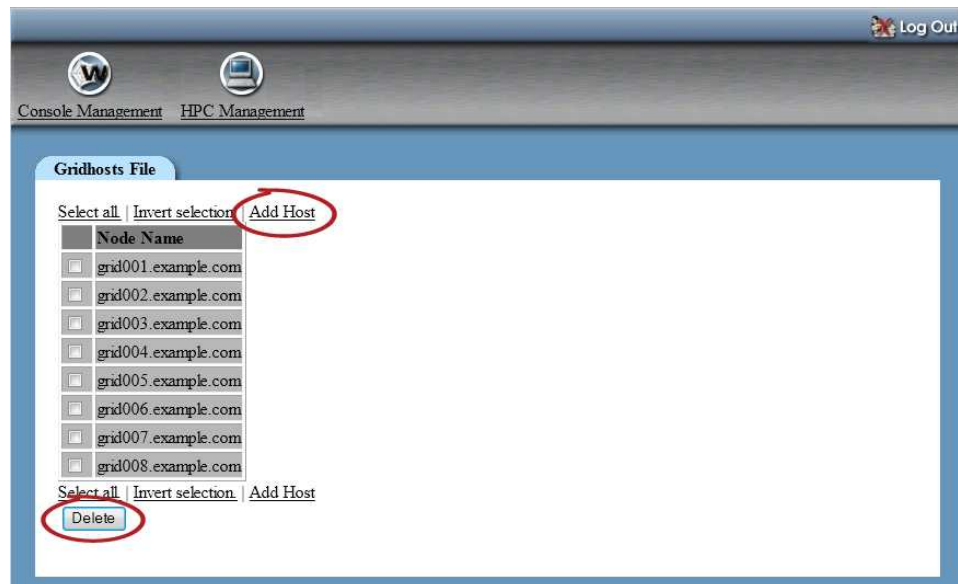 Log Out
W
Console Management HPC Management
Gridhosts File
Select all | Invert selection | Add Host
Node Name
grid001.example.com
grid002.example.com
grid003.example.com
grid004.example.com
grid005.example.com
grid006.example.com
grid007.example.com
grid008.example.com
Select all | Invert selection | Add Host
Delete